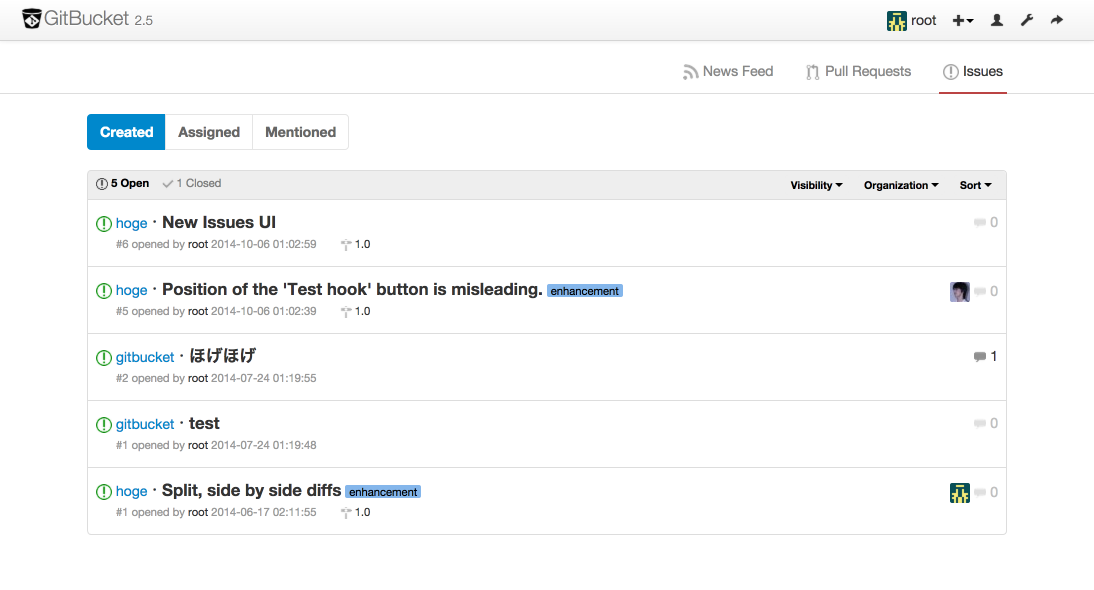 GitBucket 2.5 root
News Feed Pull Requests Issues
Created Assigned Mentioned
5 Open 1 Closed Visibility Organization Sort
hoge · New Issues UI 0
#6 opened by root 2014-10-06 01:02:59 1.0
hoge · Position of the 'Test hook' button is misleading. enhancement 0
#5 opened by root 2014-10-06 01:02:39 1.0
gitbucket · ほげほげ 1
#2 opened by root 2014-07-24 01:19:55
gitbucket · test 0
#1 opened by root 2014-07-24 01:19:48
hoge · Split, side by side diffs enhancement 0
#1 opened by root 2014-06-17 02:11:55 1.0